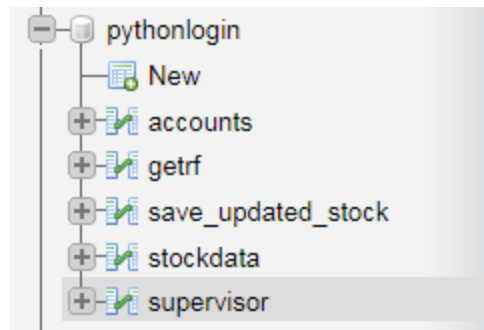 pythonlogin
New
accounts
getrf
save_updated_stock
stockdata
supervisor